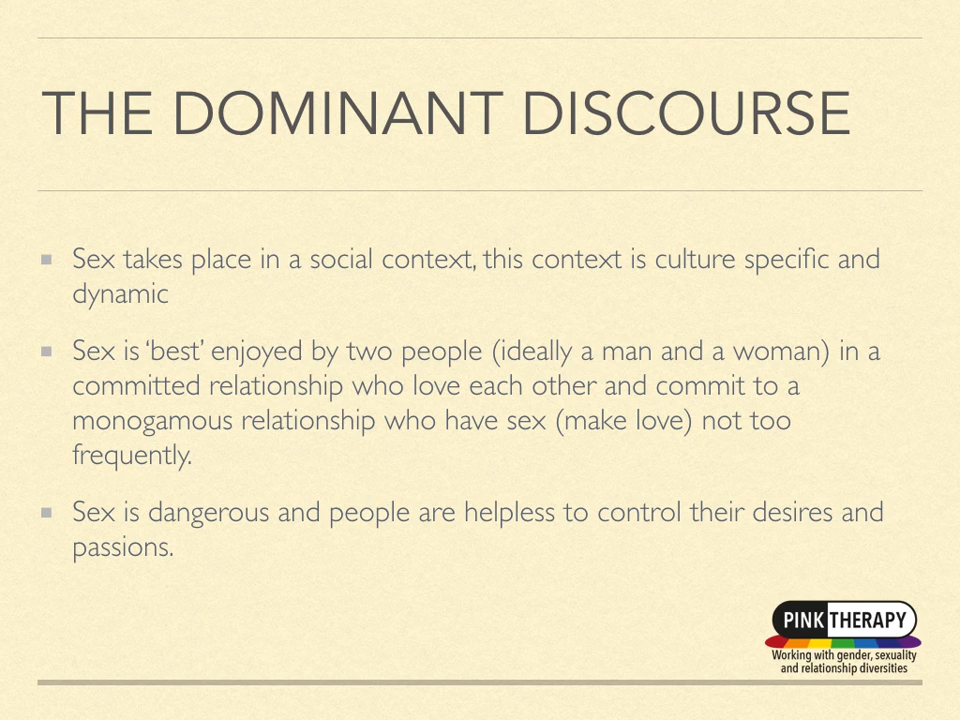 THE DOMINANT DISCOURSE
Sex takes place in a social context, this context is culture specific and
dynamic
Sex is ‘best’ enjoyed by two people (ideally a man and a woman) in a
committed relationship who love each other and commit to a
monogamous relationship who have sex (make love) not too
frequently.
Sex is dangerous and people are helpless to control their desires and
passions.
PINK THERAPY
Working with gender, sexuality
and relationship diversities